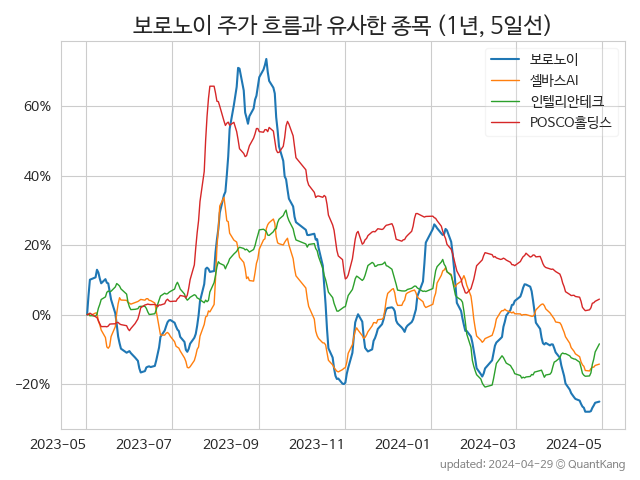 보로노이 주가 흐름과 유사한 종목 (1년, 5일선)
보로노이
셀바스AI
인텔리안테크
POSCO홀딩스
60%
40%
20%
0%
−20%
2023-05 2023-07 2023-09 2023-11 2024-01 2024-03 2024-05
updated: 2024-04-29 © QuantKang